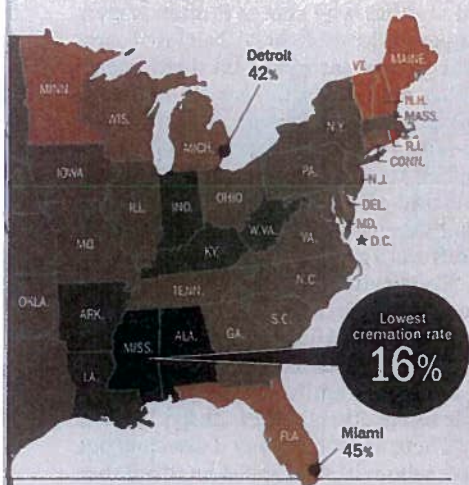 Detroit
42%
VT.
MAINE
MINN.
WIS.
MICH.
N.Y.
N.H.
MASS.
R.I.
CONN.
IOWA
PA.
N.J.
ILL.
IND.
OHIO
DEL.
MD.
D.C.
MO.
KY.
W.VA.
VA.
TENN.
N.C.
OKLA.
ARK.
S.C.
MISS.
ALA.
GA.
LA.
Lowest
cremation rate
16%
FLA
Miami
45%